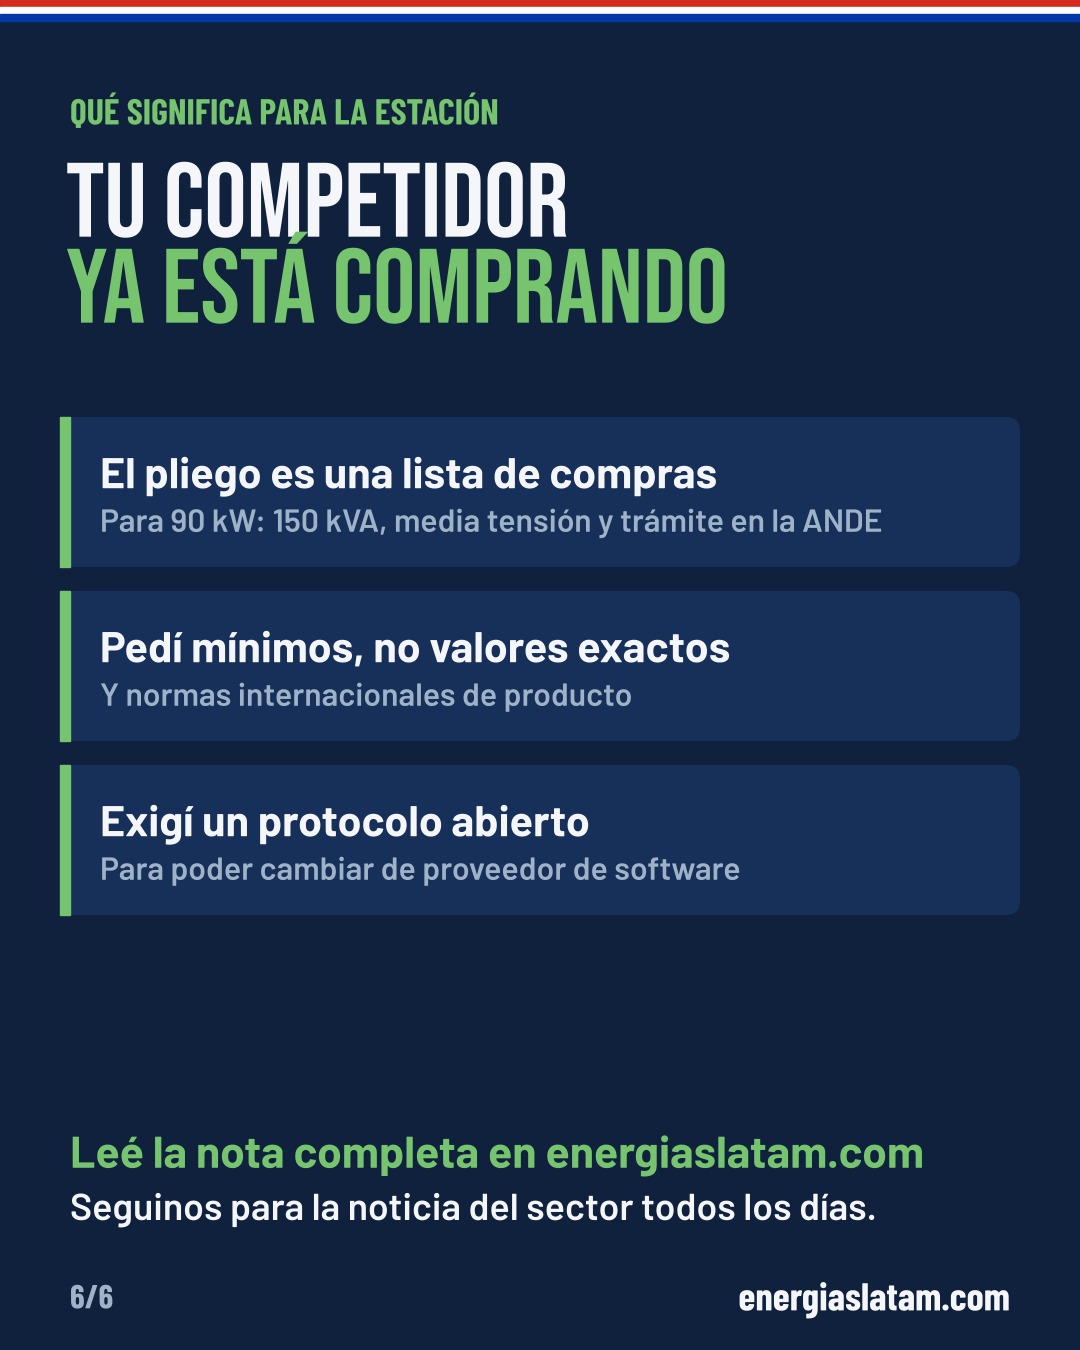 QUÉ SIGNIFICA PARA LA ESTACIÓN
TU COMPETIDOR
YA ESTÁ COMPRANDO
El pliego es una lista de compras
Para 90 kW: 150 kVA, media tensión y trámite en la ANDE
Pedí mínimos, no valores exactos
Y normas internacionales de producto
Exigí un protocolo abierto
Para poder cambiar de proveedor de software
Leé la nota completa en energiaslatam.com
Seguinos para la noticia del sector todos los días.
6/6
energiaslatam.com